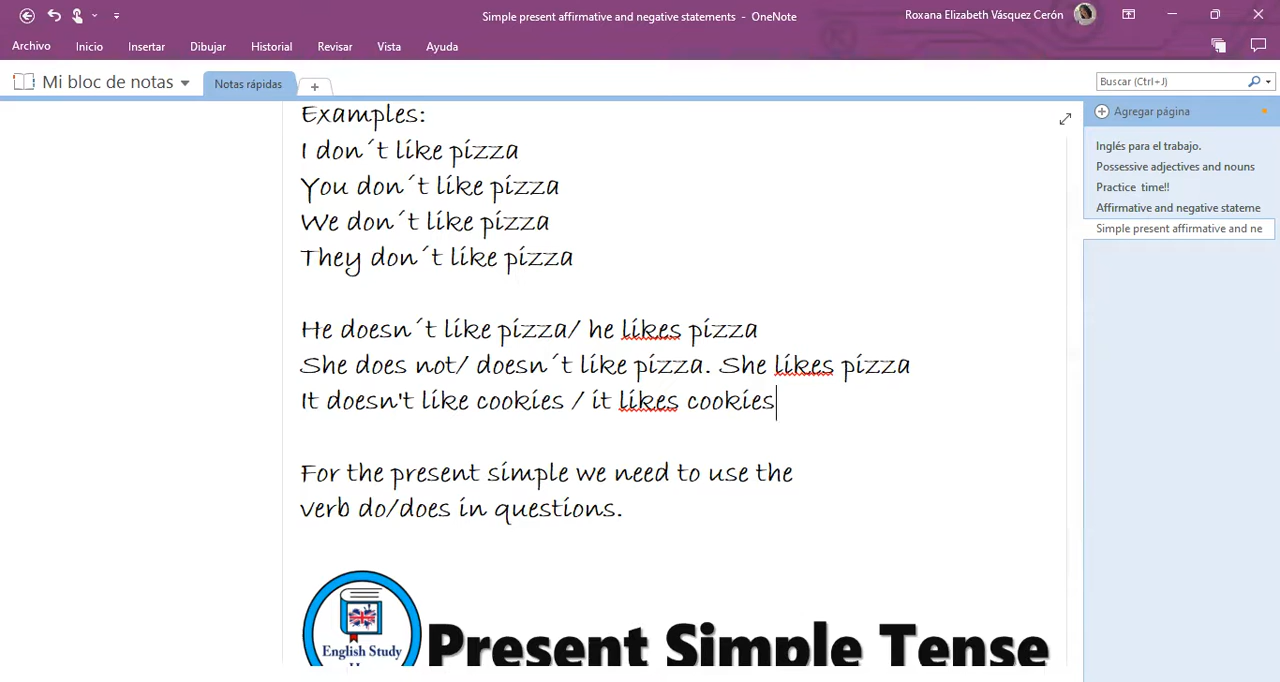 Simple present affirmative and negative statements - OneNote
Roxana Elizabeth Vásquez Cerón
Archivo Inicio Insertar Dibujar Historial Revisar Vista Ayuda
Mi bloc de notas Notas rápidas +
Buscar (Ctrl+J)
Agregar página
Inglés para el trabajo.
Possessive adjectives and nouns
Practice time!!
Affirmative and negative stateme
Simple present affirmative and ne
Examples:
I don´t like pizza
You don´t like pizza
We don´t like pizza
They don´t like pizza
He doesn´t like pizza/ he likes pizza
She does not/ doesn´t like pizza. She likes pizza
It doesn't like cookies / it likes cookies
For the present simple we need to use the
verb do/does in questions.
English Study
Present Simple Tense